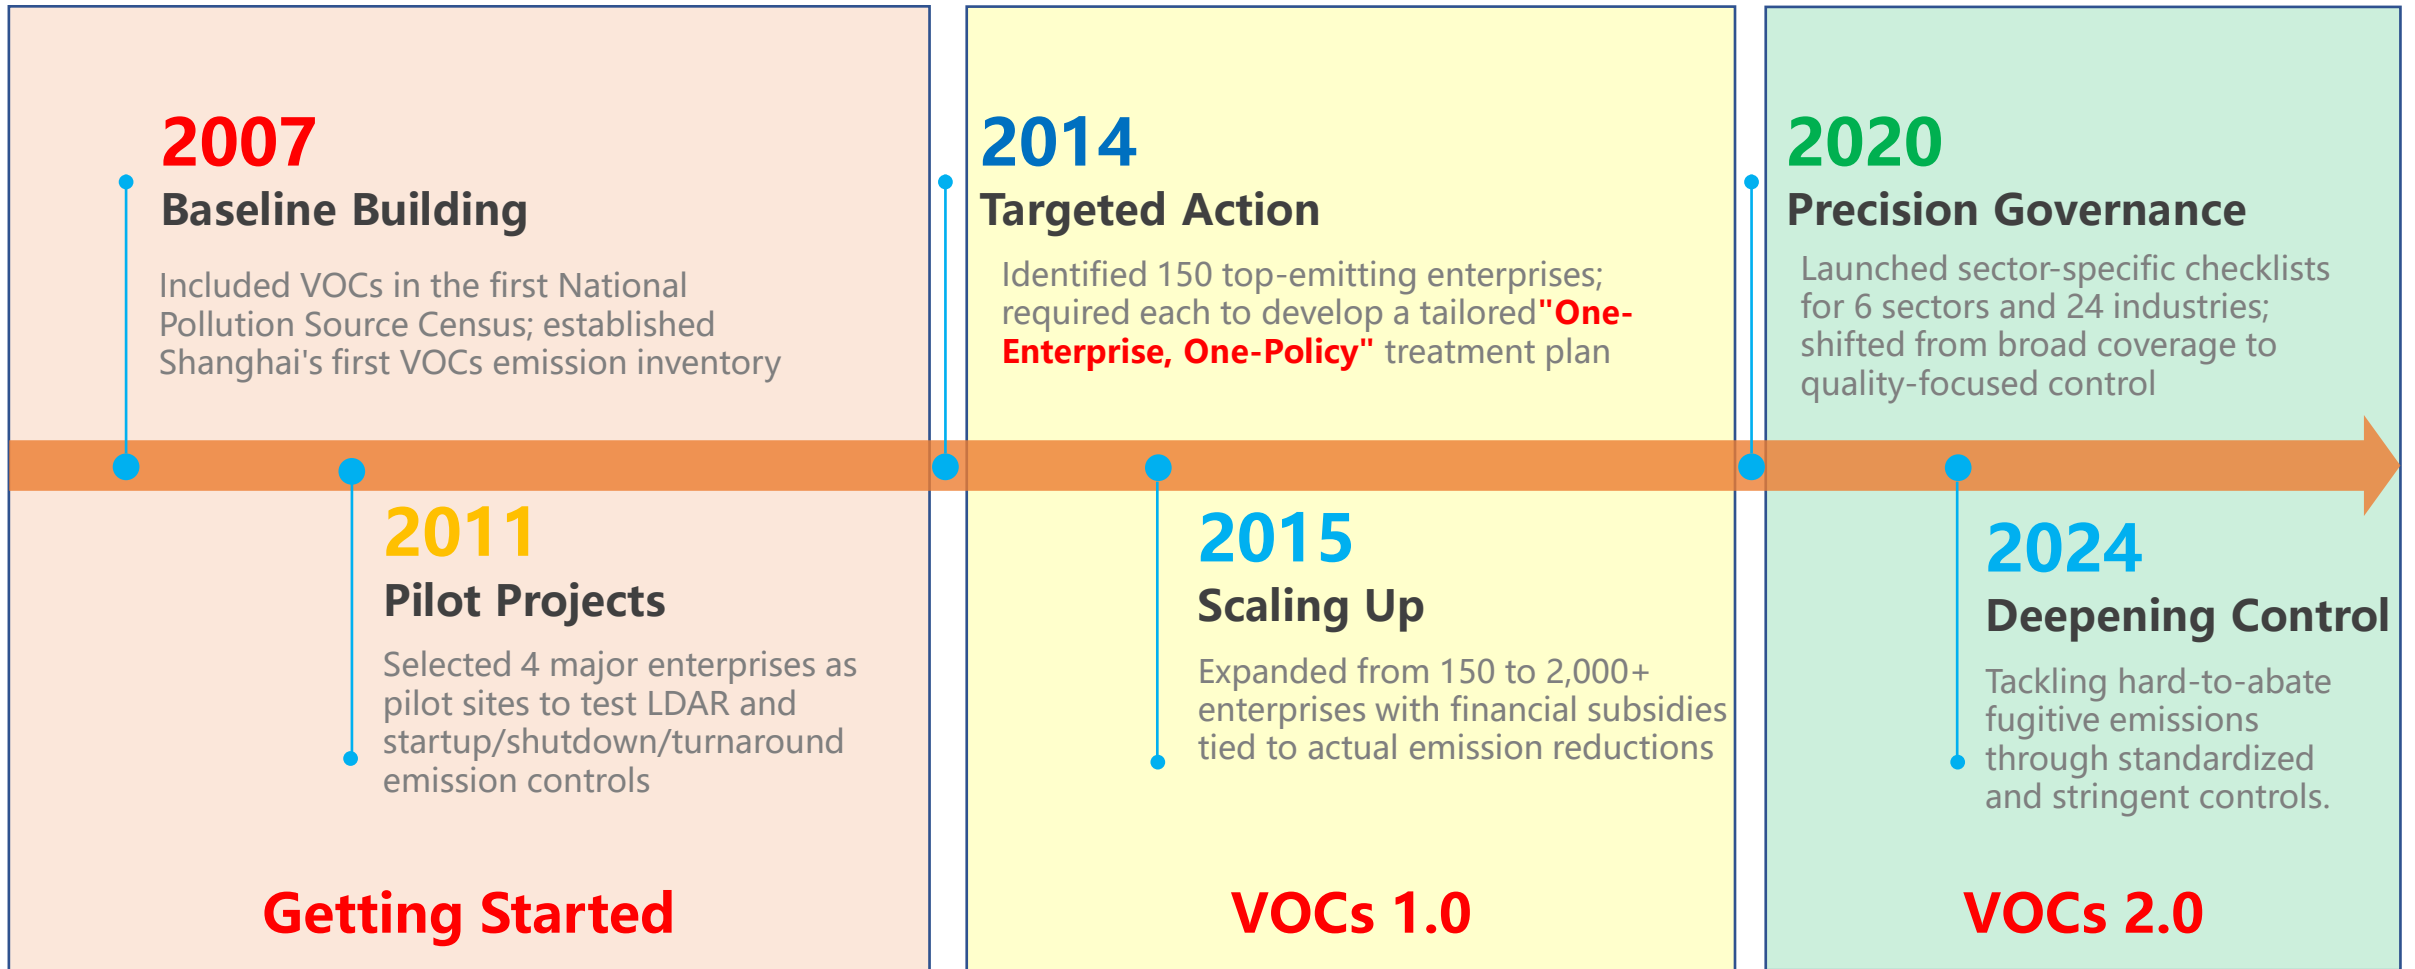 2007
Baseline Building
Included VOCs in the first National
Pollution Source Census; established
Shanghai's first VOCs emission inventory
2011
Pilot Projects
Selected 4 major enterprises as
pilot sites to test LDAR and
startup/shutdown/turnaround
emission controls
Getting Started
2014
Targeted Action
Identified 150 top-emitting enterprises;
required each to develop a tailored"One-
Enterprise, One-Policy" treatment plan
2015
Scaling Up
Expanded from 150 to 2,000+
enterprises with financial subsidies
tied to actual emission reductions
VOCs 1.0
2020
Precision Governance
Launched sector-specific checklists
for 6 sectors and 24 industries;
shifted from broad coverage to
quality-focused control
2024
Deepening Control
Tackling hard-to-abate
fugitive emissions
through standardized
and stringent controls.
VOCs 2.0